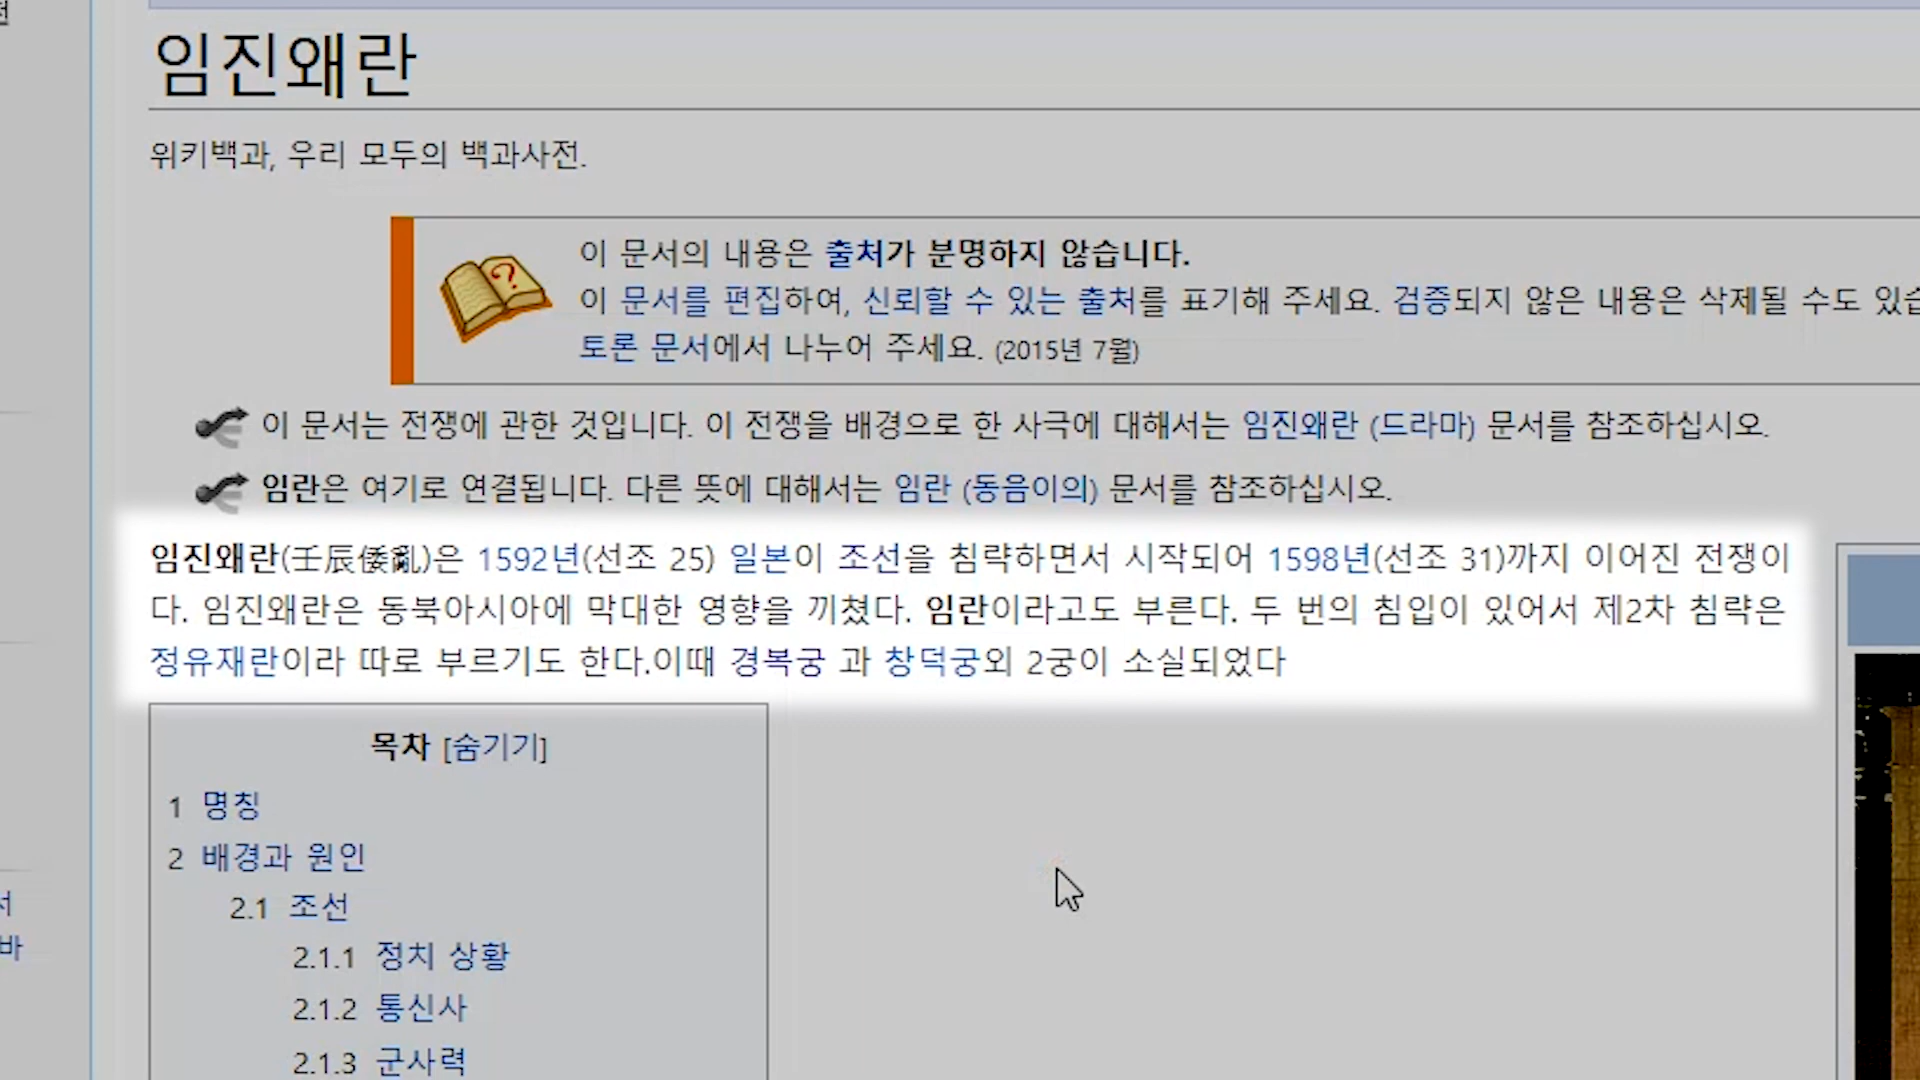 임진왜란
위키백과, 우리 모두의 백과사전.
이 문서의 내용은 출처가 분명하지 않습니다.
이 문서를 편집하여, 신뢰할 수 있는 출처를 표기해 주세요. 검증되지 않은 내용은 삭제될 수도
토론 문서에서 나누어 주세요. (2015년 7월)
이 문서는 전쟁에 관한 것입니다. 이 전쟁을 배경으로 한 사극에 대해서는 임진왜란 (드라마) 문서를 참조하십시오.
임란은 여기로 연결됩니다. 다른 뜻에 대해서는 임란 (동음이의) 문서를 참조하십시오.
임진왜란(壬辰倭亂)은 1592년(선조 25) 일본이 조선을 침략하면서 시작되어 1598년(선조 31)까지 이어진 전쟁이
다. 임진왜란은 동북아시아에 막대한 영향을 끼쳤다. 임란이라고도 부른다. 두 번의 침입이 있어서 제2차 침략은
정유재란이라 따로 부르기도 한다.이때 경복궁 과 창덕궁외 2궁이 소실되었다
목차 [숨기기]
1 명칭
2 배경과 원인
2.1 조선
2.1.1 정치 상황
2.1.2 통신사
2.1.3 군사력